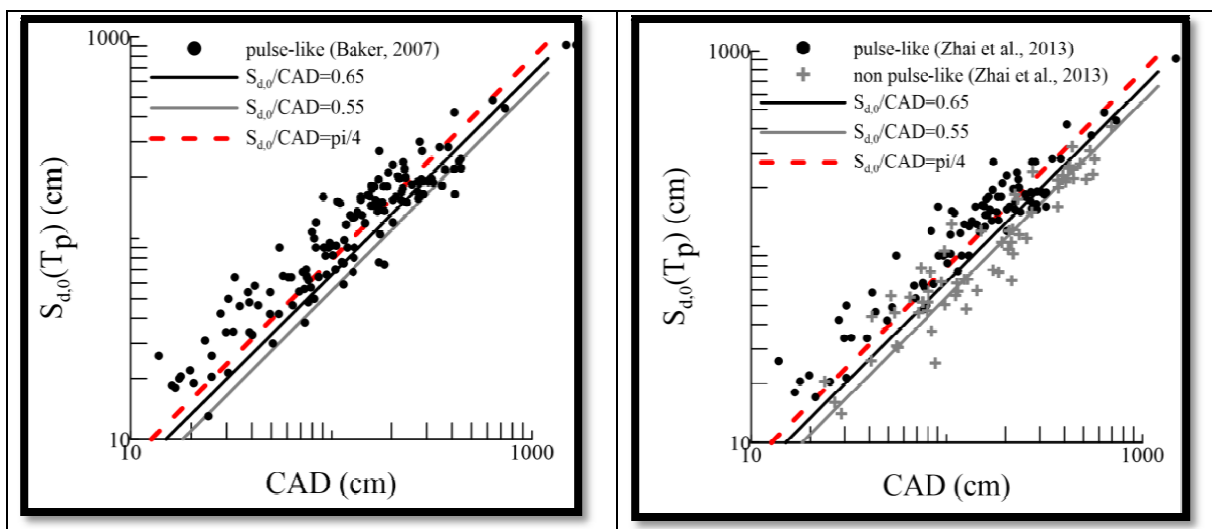 1000
pulse-like (Baker, 2007)
S_d,0/CAD=0.65
S_d,0/CAD=0.55
S_d,0/CAD=pi/4
S_d,0(Tp) (cm)
10
10
1000
CAD (cm)
1000
pulse-like (Zhai et al., 2013)
non pulse-like (Zhai et al., 2013)
S_d,0/CAD=0.65
S_d,0/CAD=0.55
S_d,0/CAD=pi/4
S_d,0(Tp) (cm)
10
10
1000
CAD (cm)